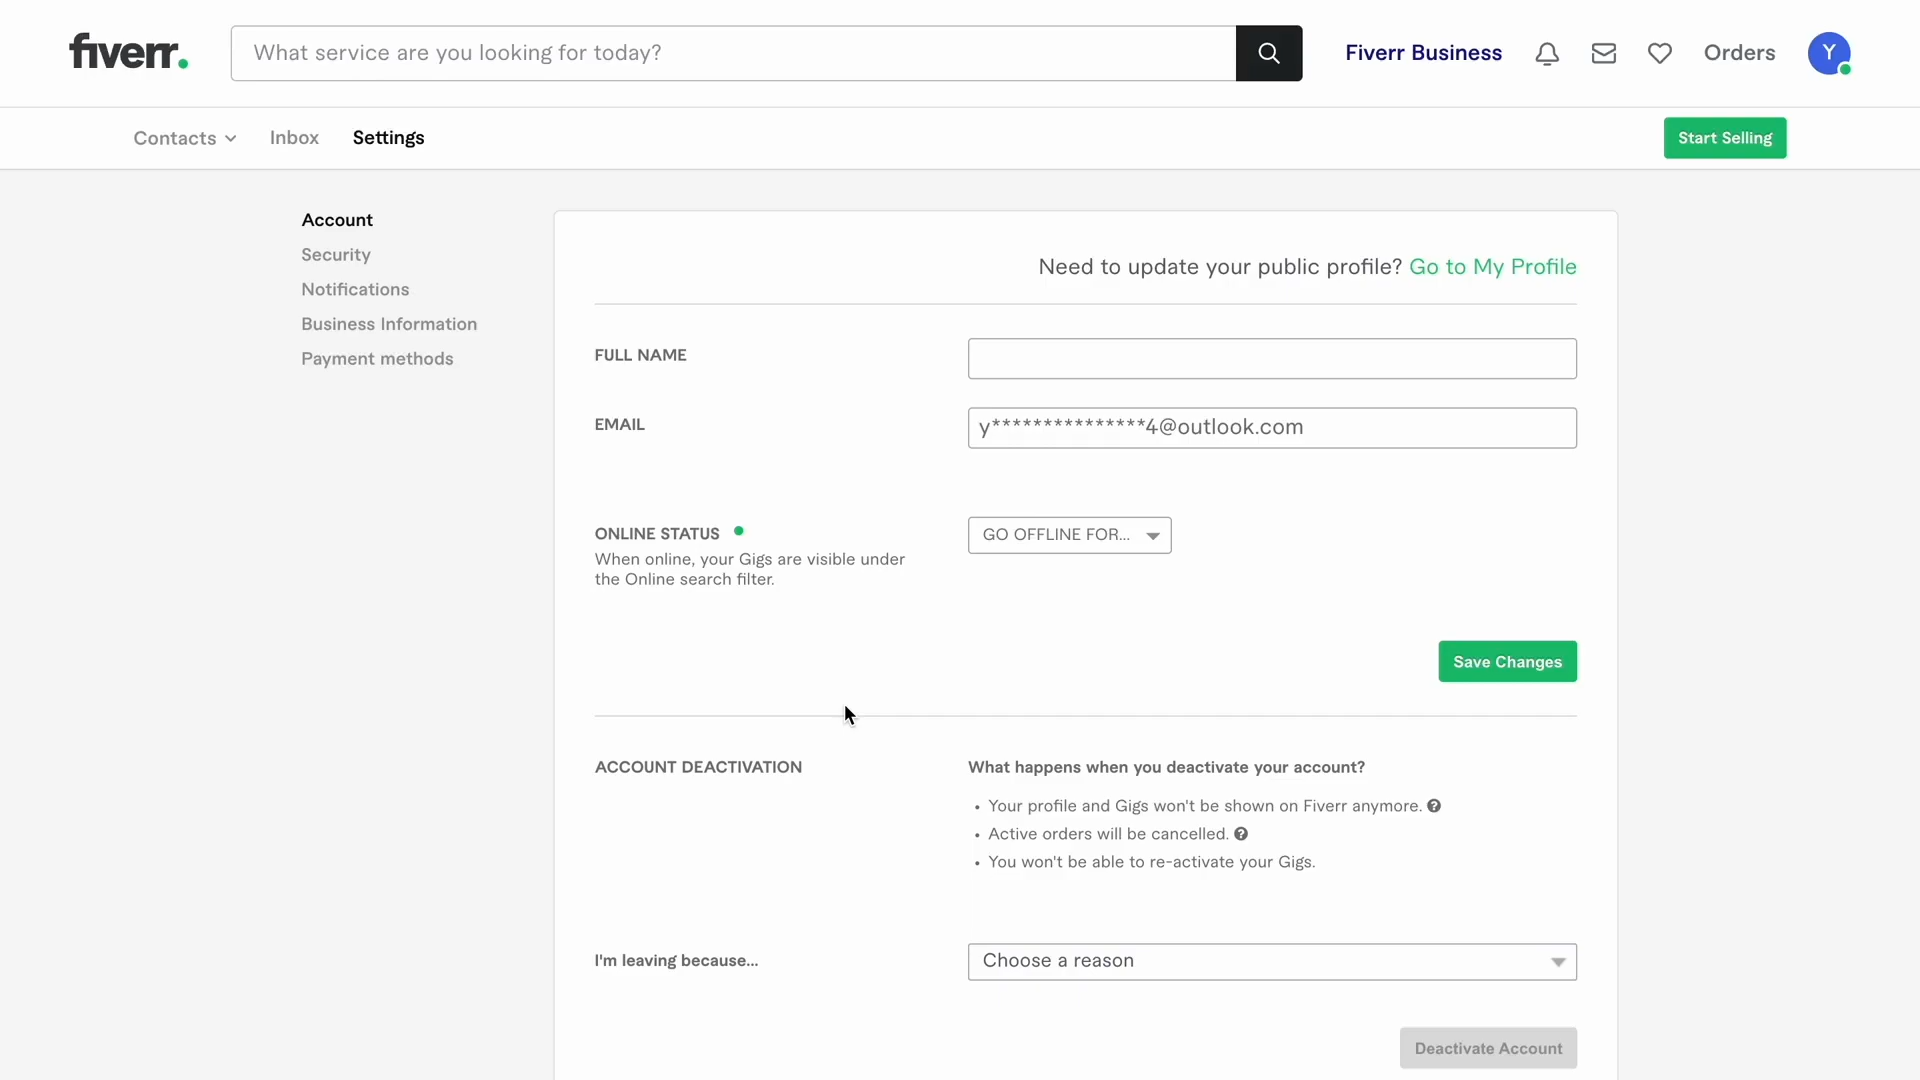 fiverr.
What service are you looking for today?
Fiverr Business
Orders
Y
Contacts
Inbox
Settings
Start Selling
Account
Security
Notifications
Business Information
Payment methods
Need to update your public profile? Go to My Profile
FULL NAME
EMAIL
y***************4@outlook.com
ONLINE STATUS
GO OFFLINE FOR...
When online, your Gigs are visible under
the Online search filter.
Save Changes
ACCOUNT DEACTIVATION
What happens when you deactivate your account?
• Your profile and Gigs won't be shown on Fiverr anymore. ?
• Active orders will be cancelled. ?
• You won't be able to re-activate your Gigs.
I'm leaving because...
Choose a reason
Deactivate Account